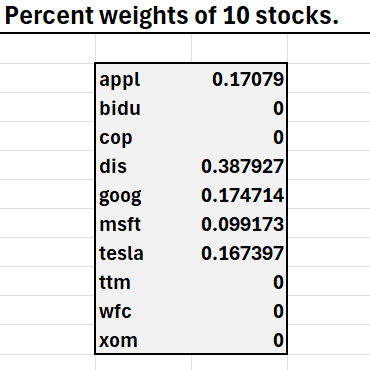 Percent weights of 10 stocks.
appl 0.17079
bidu 0
cop 0
dis 0.387927
goog 0.174714
msft 0.099173
tesla 0.167397
ttm 0
wfc 0
xom 0